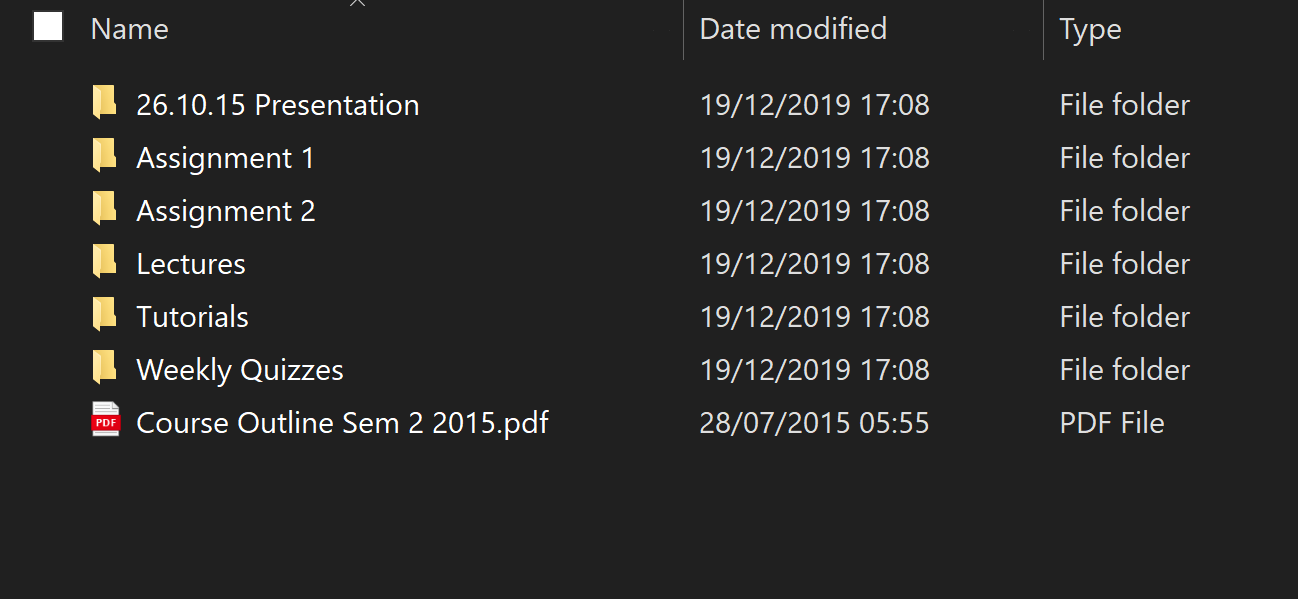 Name Date modified Type
26.10.15 Presentation 19/12/2019 17:08 File folder
Assignment 1 19/12/2019 17:08 File folder
Assignment 2 19/12/2019 17:08 File folder
Lectures 19/12/2019 17:08 File folder
Tutorials 19/12/2019 17:08 File folder
Weekly Quizzes 19/12/2019 17:08 File folder
PDF Course Outline Sem 2 2015.pdf 28/07/2015 05:55 PDF File